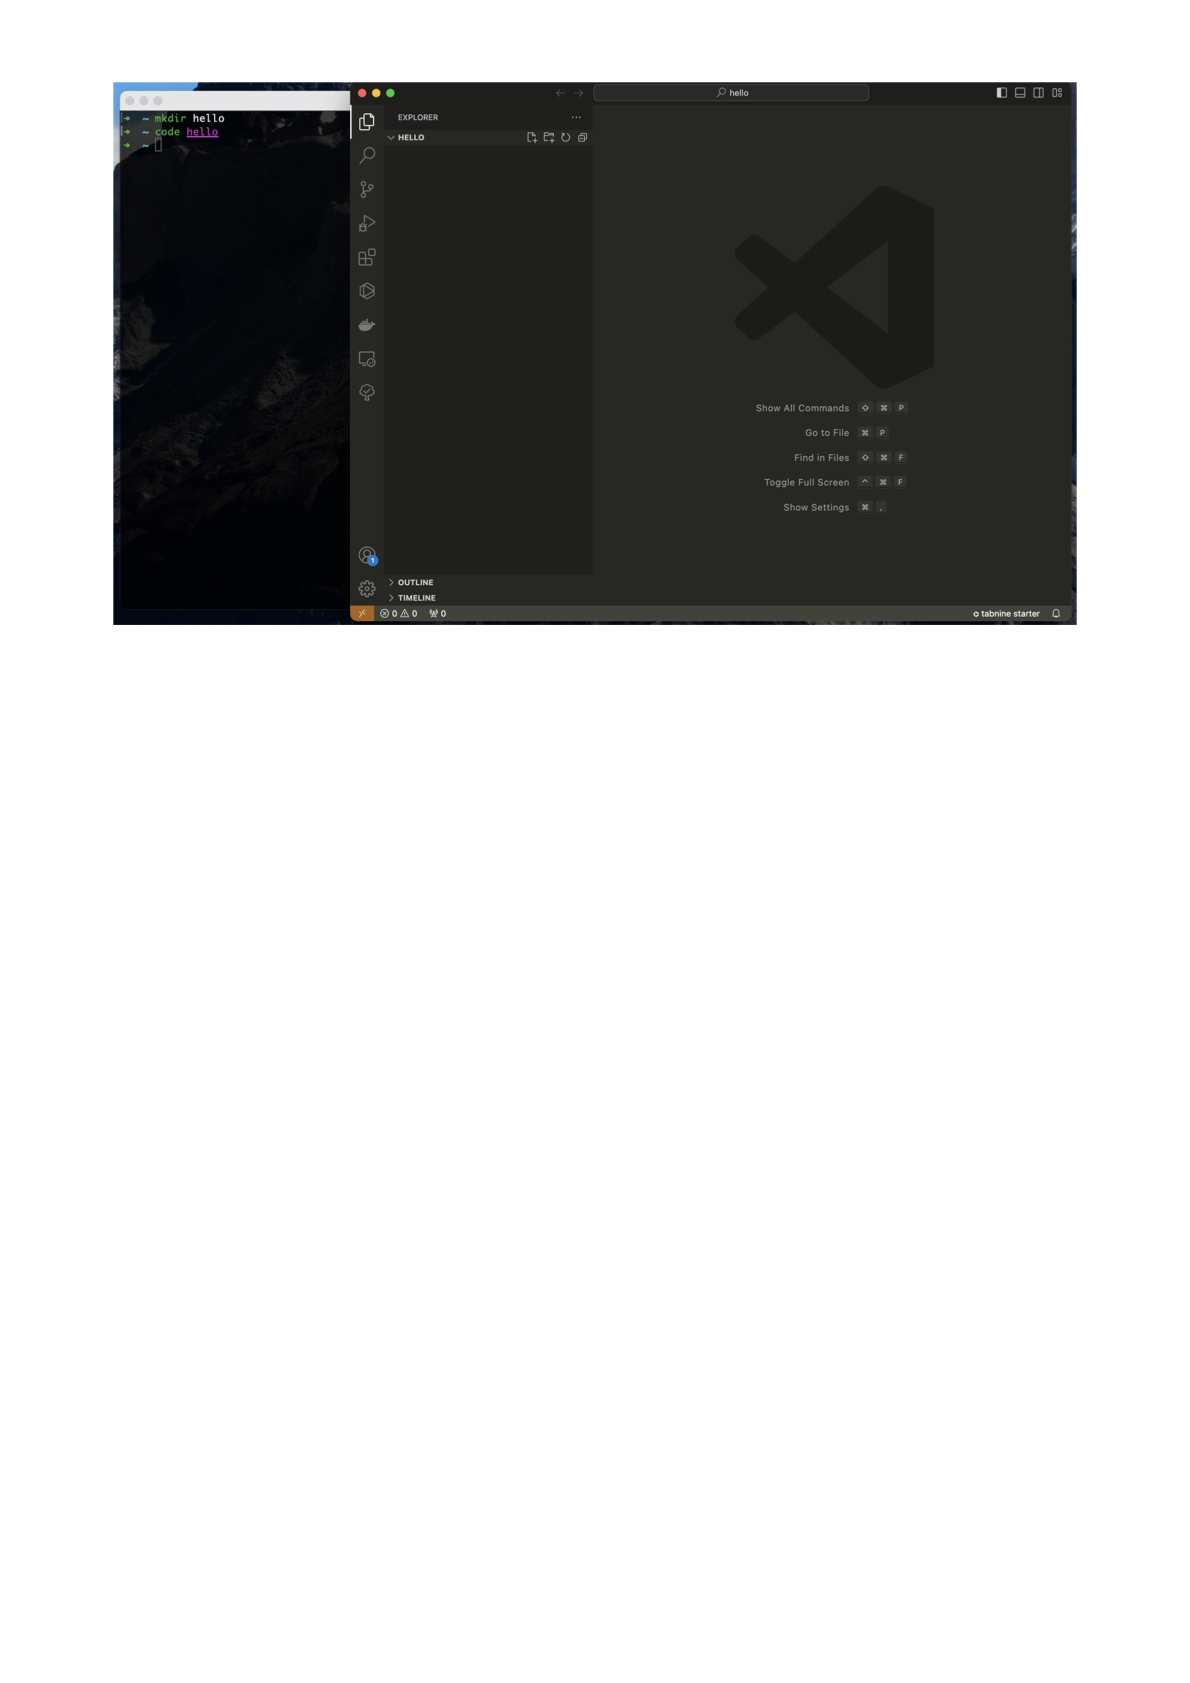 ➜ ~ mkdir hello
➜ ~ code hello
➜ ~
hello
EXPLORER
HELLO
Show All Commands ⇧ ⌘ P
Go to File ⌘ P
Find in Files ⇧ ⌘ F
Toggle Full Screen ^ ⌘ F
Show Settings ⌘ ,
1
OUTLINE
TIMELINE
0 0 0
tabnine starter